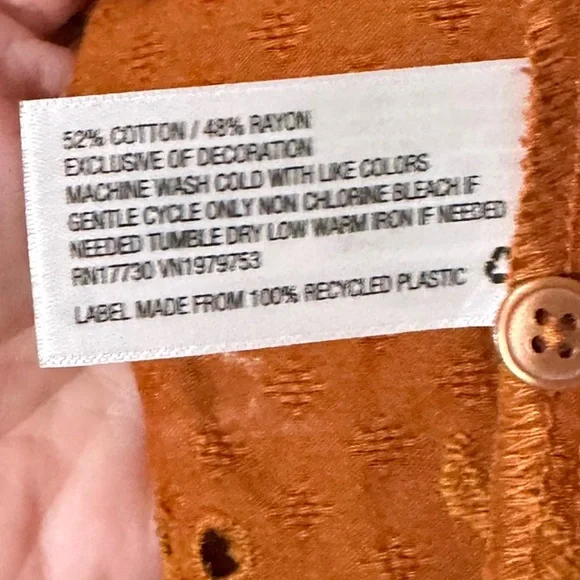 52% COTTON / 48% RAYON
EXCLUSIVE OF DECORATION
MACHINE WASH COLD WITH LIKE COLORS
GENTLE CYCLE ONLY NON CHLORINE BLEACH IF
NEEDED TUMBLE DRY LOW WARM IRON IF NEEDED
RN17730 VN1979753
LABEL MADE FROM 100% RECYCLED PLASTIC